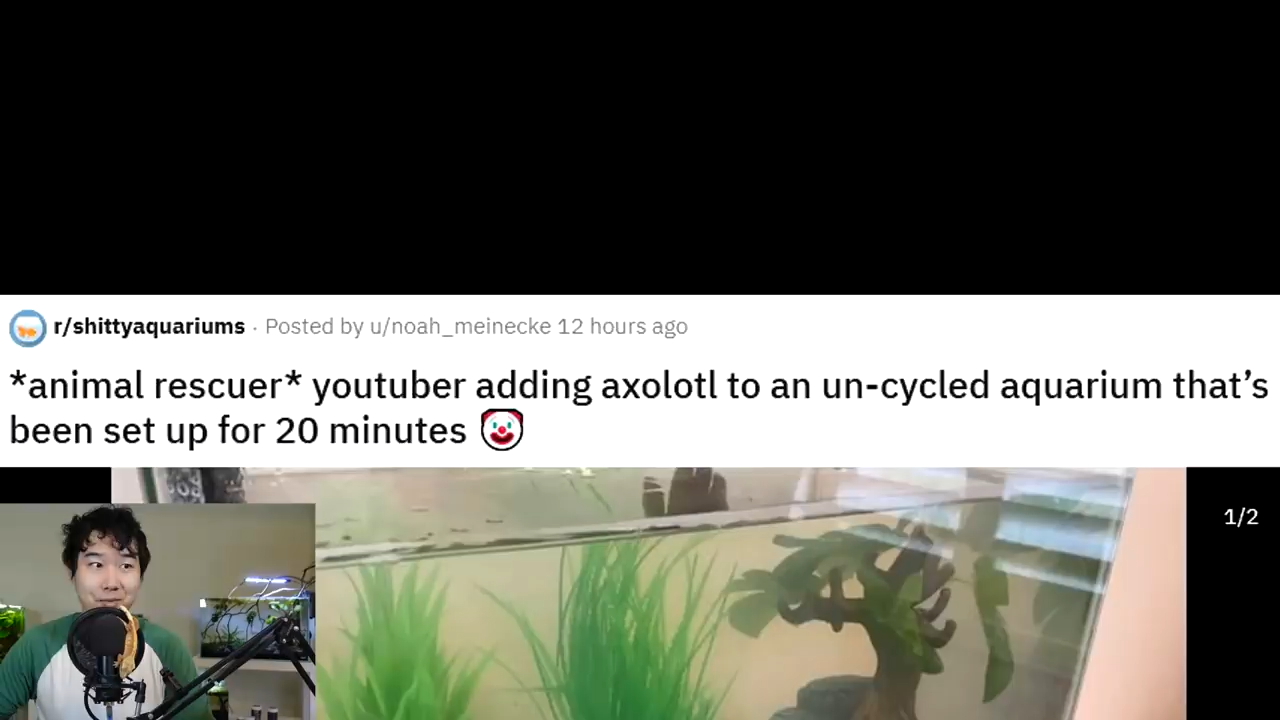 r/shittyaquariums · Posted by u/noah_meinecke 12 hours ago
*animal rescuer* youtuber adding axolotl to an un-cycled aquarium that’s
been set up for 20 minutes 🤡
1/2